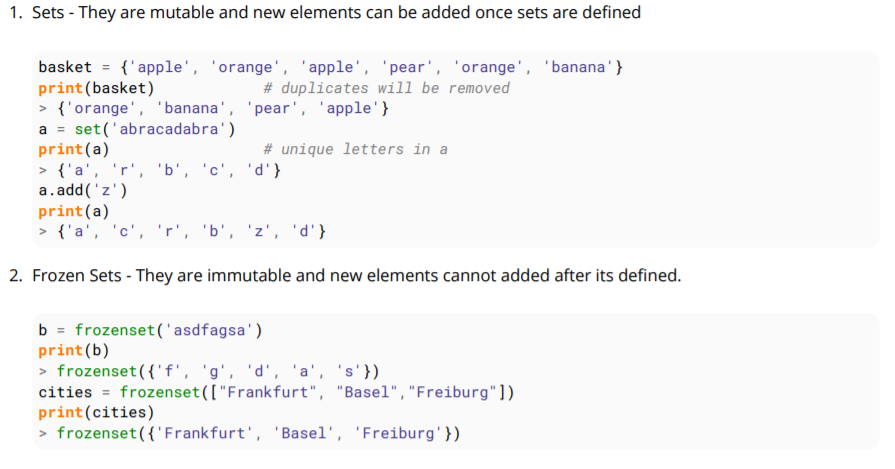 1. Sets - They are mutable and new elements can be added once sets are defined
basket = {'apple', 'orange', 'apple', 'pear', 'orange', 'banana'}
print(basket) # duplicates will be removed
> {'orange', 'banana', 'pear', 'apple'}
a = set('abracadabra')
print(a) # unique letters in a
> {'a', 'r', 'b', 'c', 'd'}
a.add('z')
print(a)
> {'a', 'c', 'r', 'b', 'z', 'd'}
2. Frozen Sets - They are immutable and new elements cannot added after its defined.
b = frozenset('asdfagsa')
print(b)
> frozenset({'f', 'g', 'd', 'a', 's'})
cities = frozenset(["Frankfurt", "Basel","Freiburg"])
print(cities)
> frozenset({'Frankfurt', 'Basel', 'Freiburg'})